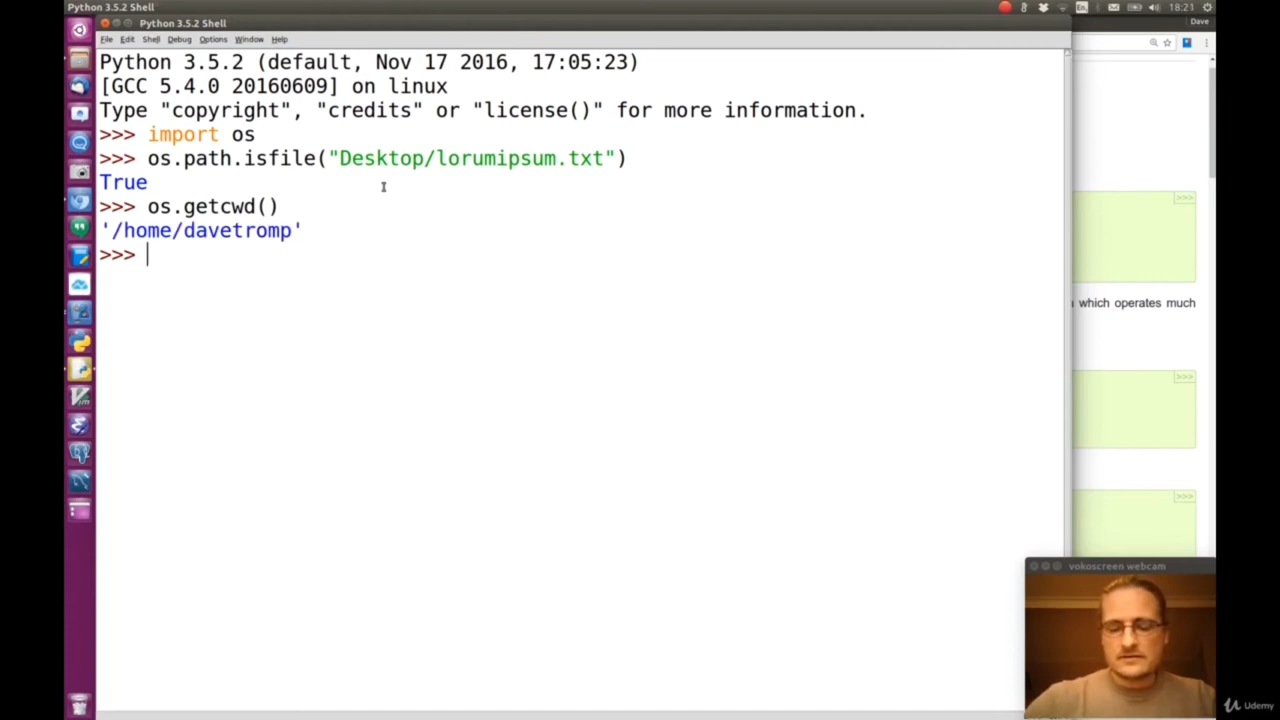 Python 3.5.2 Shell
En
18:21
Python 3.5.2 Shell
Dave
File Edit Shell Debug Options Window Help
Python 3.5.2 (default, Nov 17 2016, 17:05:23)
[GCC 5.4.0 20160609] on linux
Type "copyright", "credits" or "license()" for more information.
>>> import os
>>> os.path.isfile("Desktop/lorumipsum.txt")
True
>>> os.getcwd()
'/home/davetromp'
>>>
>>>
which operates much
>>>
>>>
vokoscreen webcam
Udemy